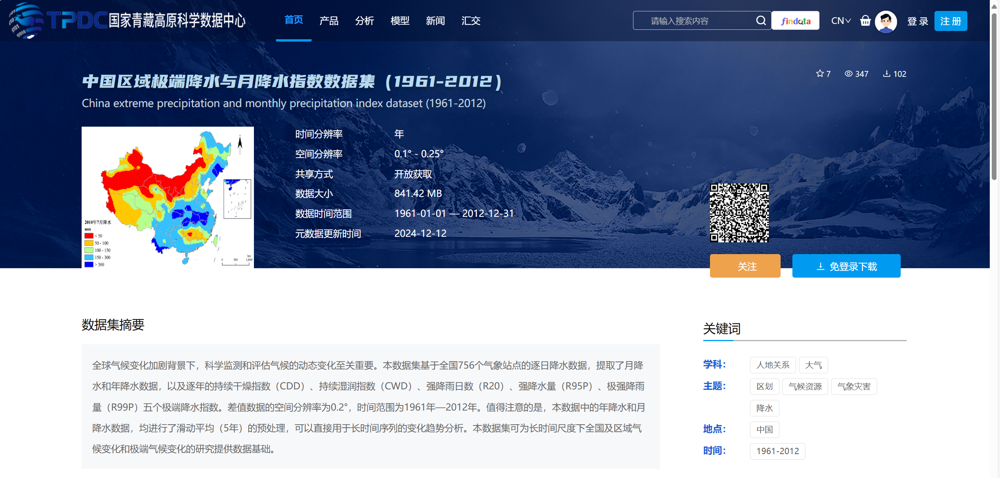 TPDC国家青藏高原科学数据中心
首页 产品 分析 模型 新闻 汇交
请输入搜索内容
findata
CN
登录
注册
中国区域极端降水与月降水指数数据集（1961-2012）
7 347 102
China extreme precipitation and monthly precipitation index dataset (1961-2012)
2010年7月降水
mm
< 50
50 - 100
100 - 150
150 - 300
> 300
N
km
0 500 1,000
时间分辨率 年
空间分辨率 0.1° - 0.25°
共享方式 开放获取
数据大小 841.42 MB
数据时间范围 1961-01-01 — 2012-12-31
元数据更新时间 2024-12-12
关注
免登录下载
数据集摘要
全球气候变化加剧背景下，科学监测和评估气候的动态变化至关重要。本数据集基于全国756个气象站点的逐日降水数据，提取了月降
水和年降水数据，以及逐年的持续干燥指数（CDD）、持续湿润指数（CWD）、强降雨日数（R20）、强降水量（R95P）、极强降雨
量（R99P）五个极端降水指数。差值数据的空间分辨率为0.2°，时间范围为1961年—2012年。值得注意的是，本数据中的年降水和月
降水数据，均进行了滑动平均（5年）的预处理，可以直接用于长时间序列的变化趋势分析。本数据集可为长时间尺度下全国及区域气
候变化和极端气候变化的研究提供数据基础。
关键词
学科： 人地关系 大气
主题： 区划 气候资源 气象灾害
降水
地点： 中国
时间： 1961-2012